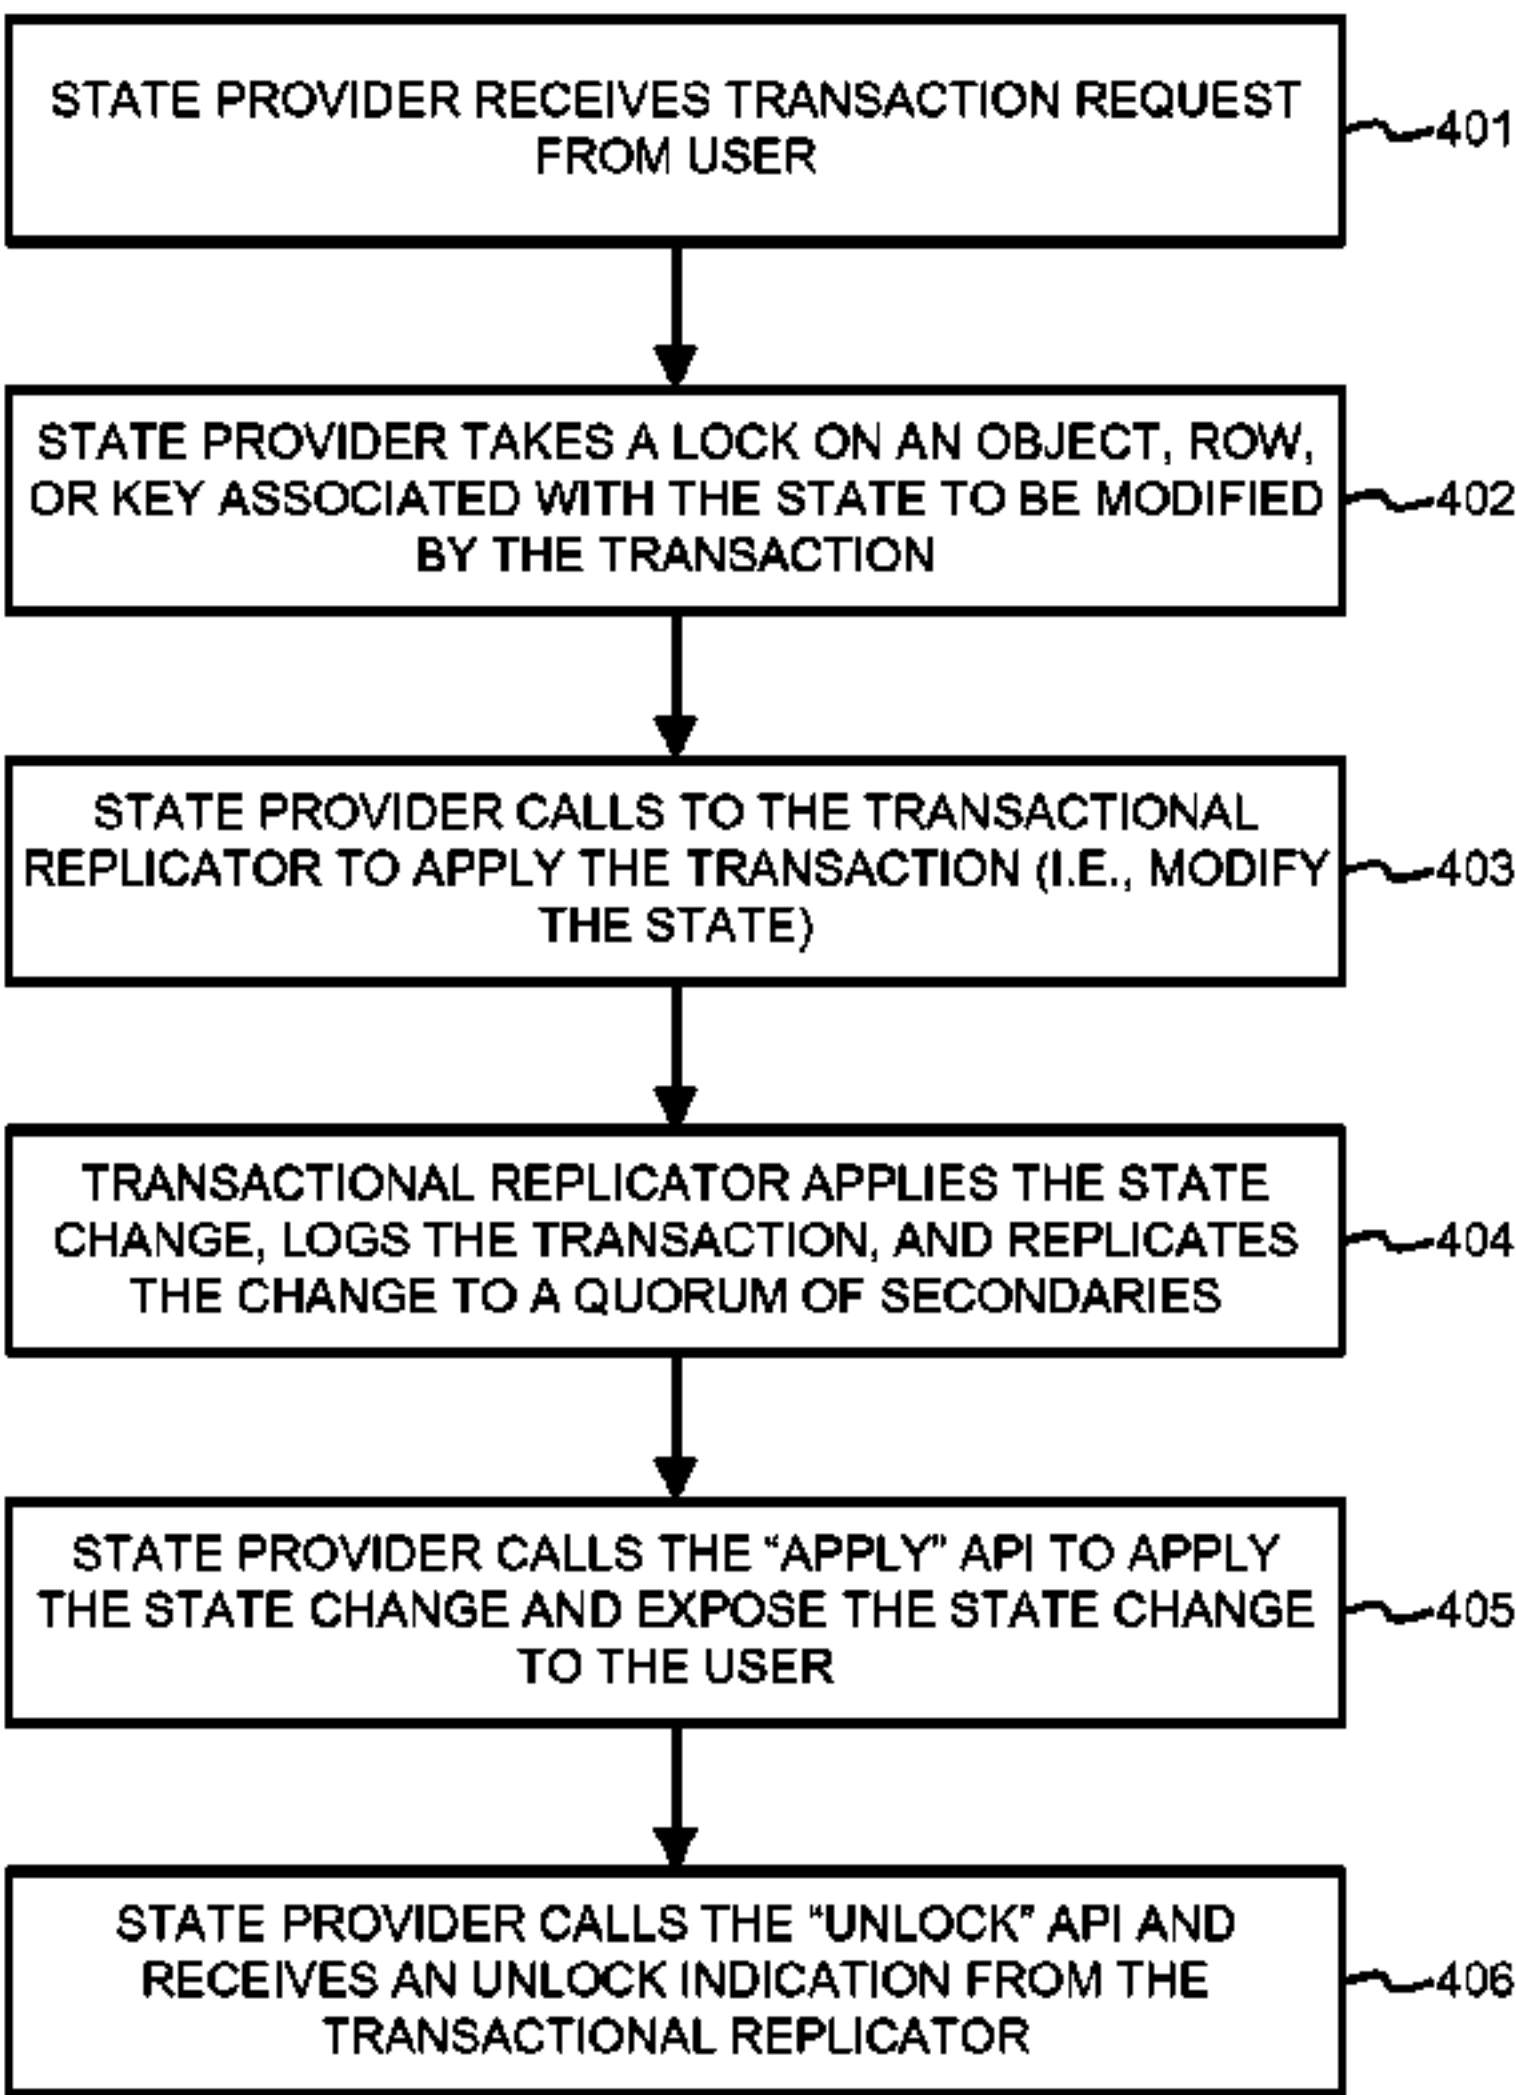 STATE PROVIDER RECEIVES TRANSACTION REQUEST
FROM USER
401
STATE PROVIDER TAKES A LOCK ON AN OBJECT, ROW,
OR KEY ASSOCIATED WITH THE STATE TO BE MODIFIED
BY THE TRANSACTION
402
STATE PROVIDER CALLS TO THE TRANSACTIONAL
REPLICATOR TO APPLY THE TRANSACTION (I.E., MODIFY
THE STATE)
403
TRANSACTIONAL REPLICATOR APPLIES THE STATE
CHANGE, LOGS THE TRANSACTION, AND REPLICATES
THE CHANGE TO A QUORUM OF SECONDARIES
404
STATE PROVIDER CALLS THE “APPLY” API TO APPLY
THE STATE CHANGE AND EXPOSE THE STATE CHANGE
TO THE USER
405
STATE PROVIDER CALLS THE “UNLOCK” API AND
RECEIVES AN UNLOCK INDICATION FROM THE
TRANSACTIONAL REPLICATOR
406